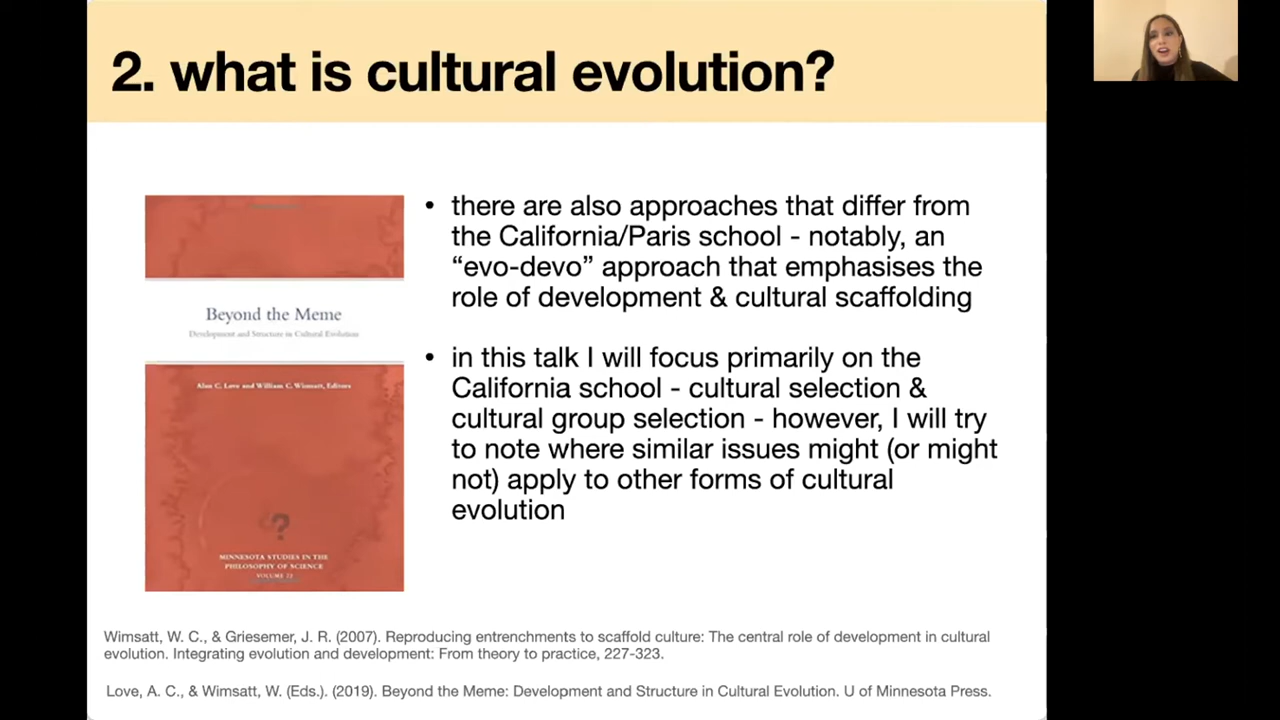 2. what is cultural evolution?
Beyond the Meme
Development and Structure in Cultural Evolution
Alan C. Love and William C. Wimsatt, Editors
?
MINNESOTA STUDIES IN THE
PHILOSOPHY OF SCIENCE
VOLUME 22
• there are also approaches that differ from
the California/Paris school - notably, an
“evo-devo” approach that emphasises the
role of development & cultural scaffolding
• in this talk I will focus primarily on the
California school - cultural selection &
cultural group selection - however, I will try
to note where similar issues might (or might
not) apply to other forms of cultural
evolution
Wimsatt, W. C., & Griesemer, J. R. (2007). Reproducing entrenchments to scaffold culture: The central role of development in cultural
evolution. Integrating evolution and development: From theory to practice, 227-323.
Love, A. C., & Wimsatt, W. (Eds.). (2019). Beyond the Meme: Development and Structure in Cultural Evolution. U of Minnesota Press.